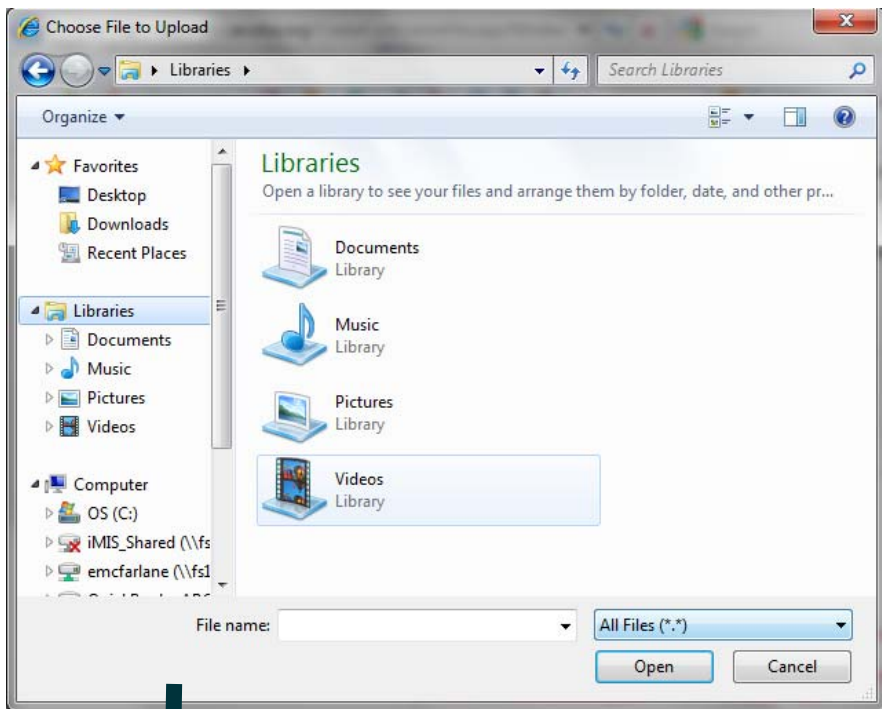 Choose File to Upload
Libraries
Search Libraries
Organize
Favorites
Desktop
Downloads
Recent Places
Libraries
Documents
Music
Pictures
Videos
Computer
OS (C:)
iMIS_Shared (\\fs
emcfarlane (\\fs1
Libraries
Open a library to see your files and arrange them by folder, date, and other pr...
Documents
Library
Music
Library
Pictures
Library
Videos
Library
File name:
All Files (*.*)
Open
Cancel